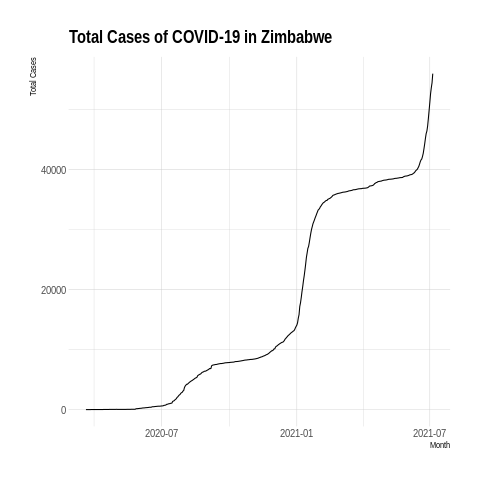 Total Cases of COVID-19 in Zimbabwe
Total Cases
40000
20000
0
2020-07
2021-01
2021-07
Month